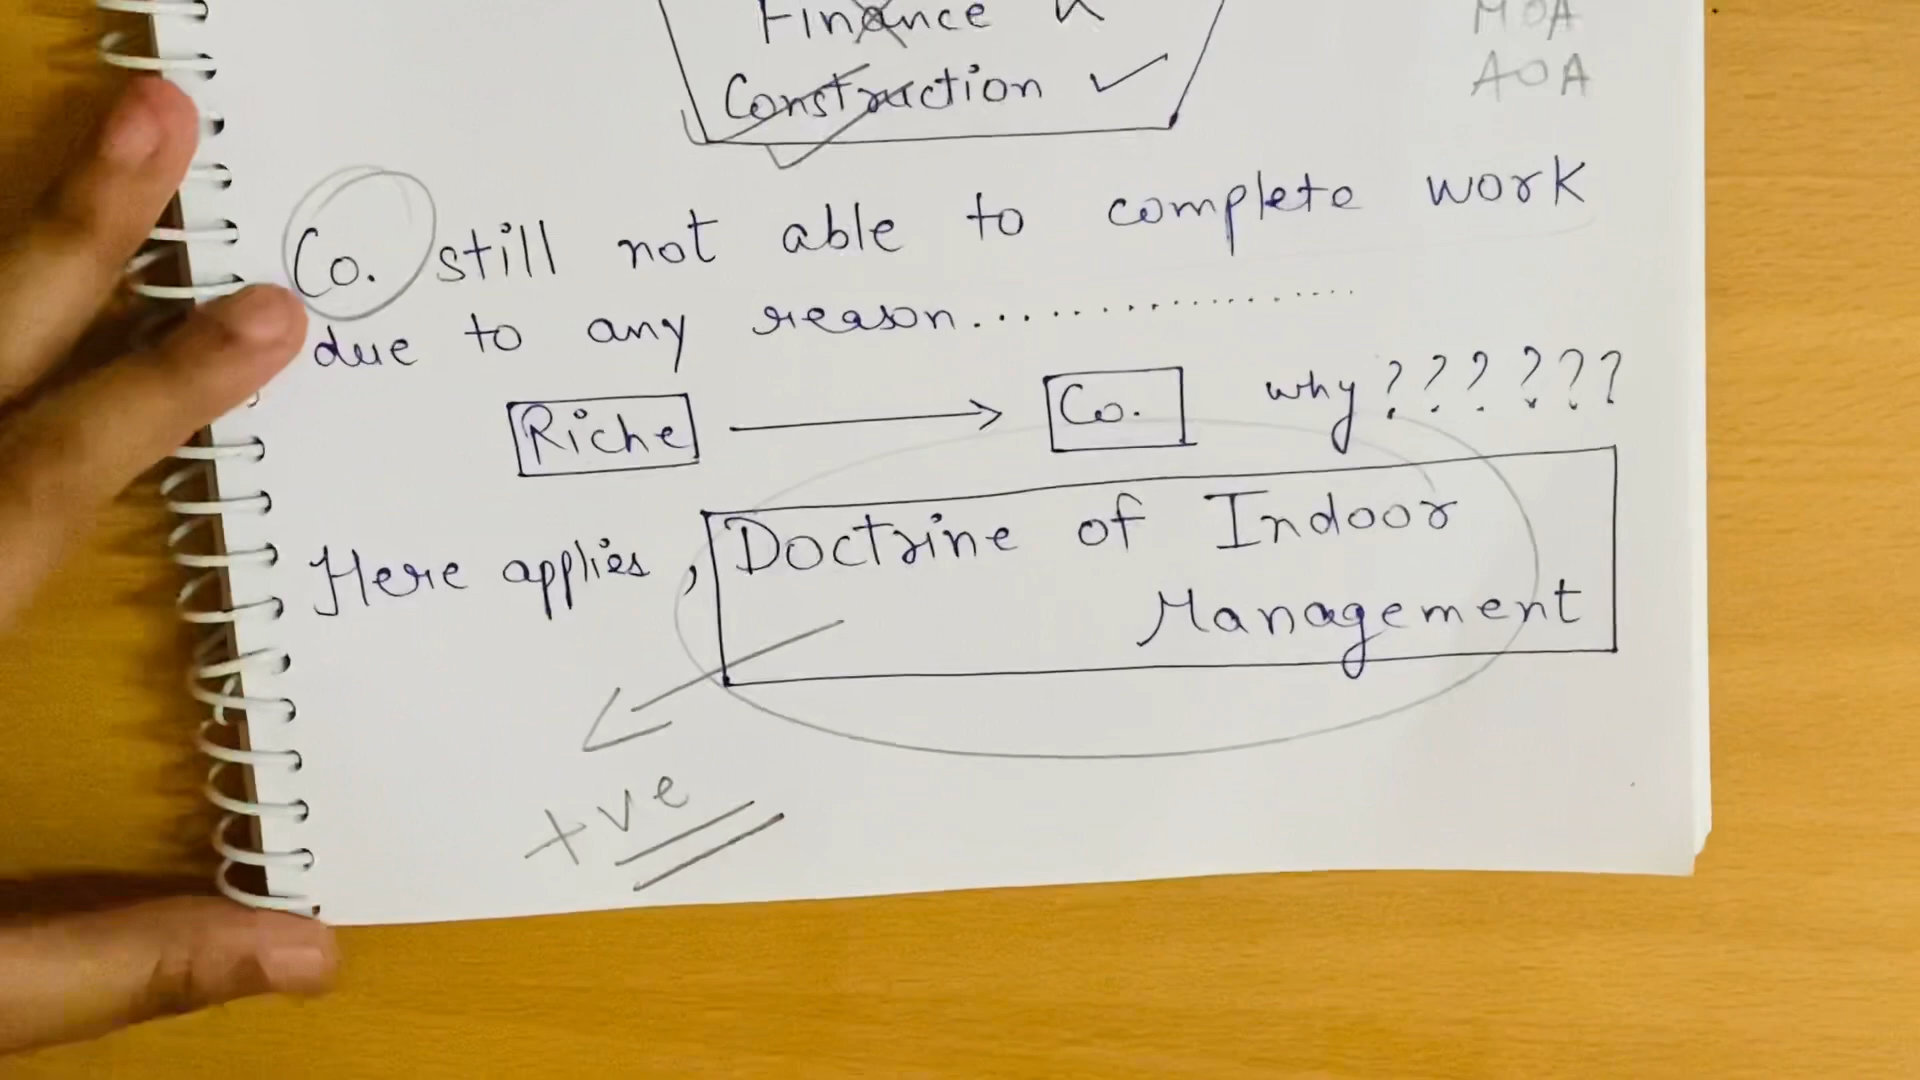 Finance
MOA
Construction ✓
AOA
Co. still not able to complete work
due to any reason..................
Riche → Co. why ??????
Here applies, Doctrine of Indoor
Management
+ve